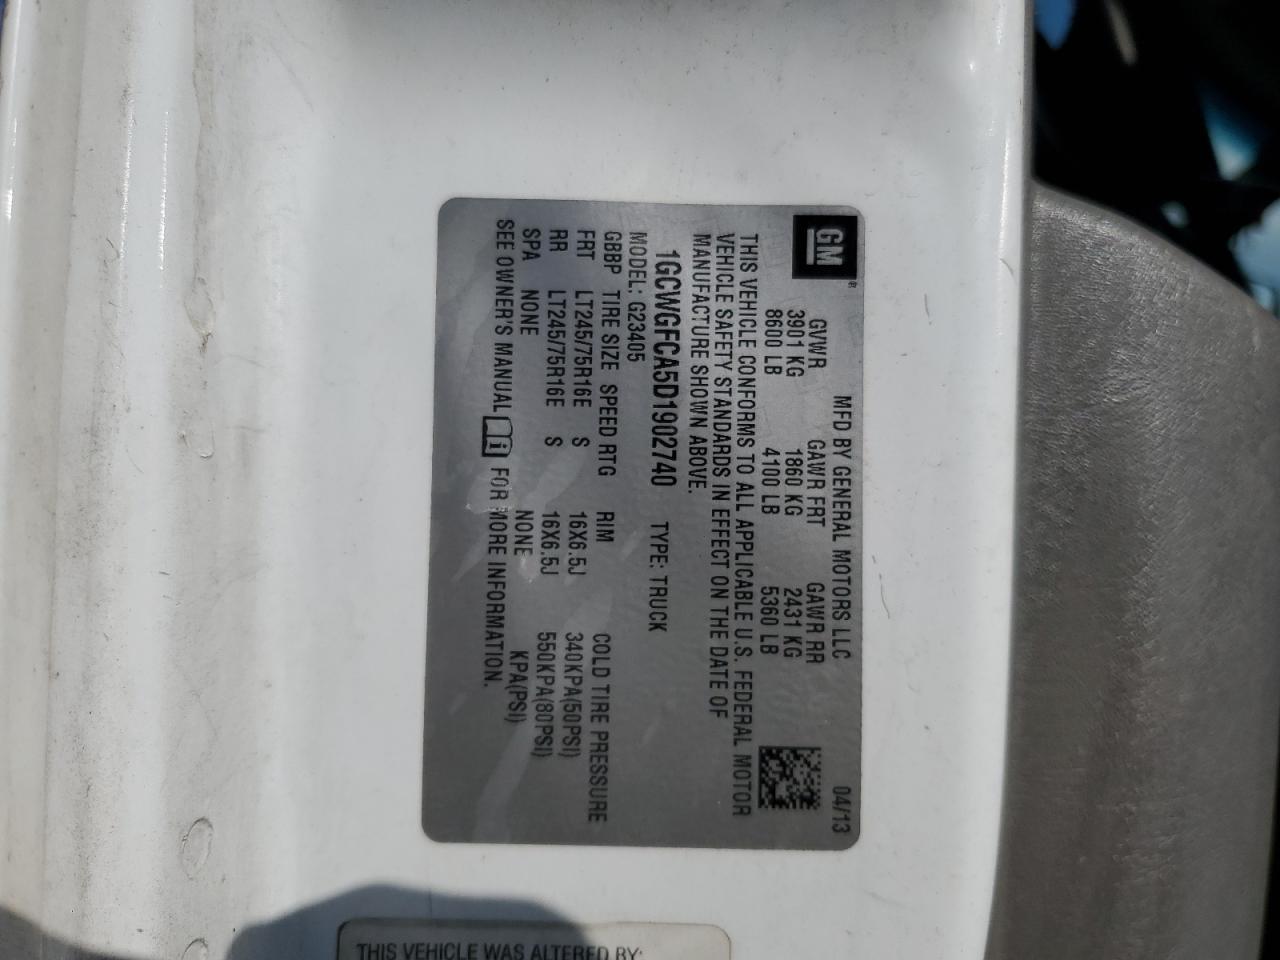 GM ®
MFD BY GENERAL MOTORS LLC 04/13
GVWR GAWR FRT GAWR RR
3901 KG 1860 KG 2431 KG
8600 LB 4100 LB 5360 LB
THIS VEHICLE CONFORMS TO ALL APPLICABLE U.S. FEDERAL MOTOR
VEHICLE SAFETY STANDARDS IN EFFECT ON THE DATE OF
MANUFACTURE SHOWN ABOVE.
1GCWGFCA5D1902740 TYPE: TRUCK
MODEL: G23405
GBBP TIRE SIZE SPEED RTG RIM COLD TIRE PRESSURE
FRT LT245/75R16E S 16X6.5J 340KPA(50PSI)
RR LT245/75R16E S 16X6.5J 550KPA(80PSI)
SPA NONE NONE KPA(PSI)
SEE OWNER'S MANUAL i FOR MORE INFORMATION.
THIS VEHICLE WAS ALTERED BY: